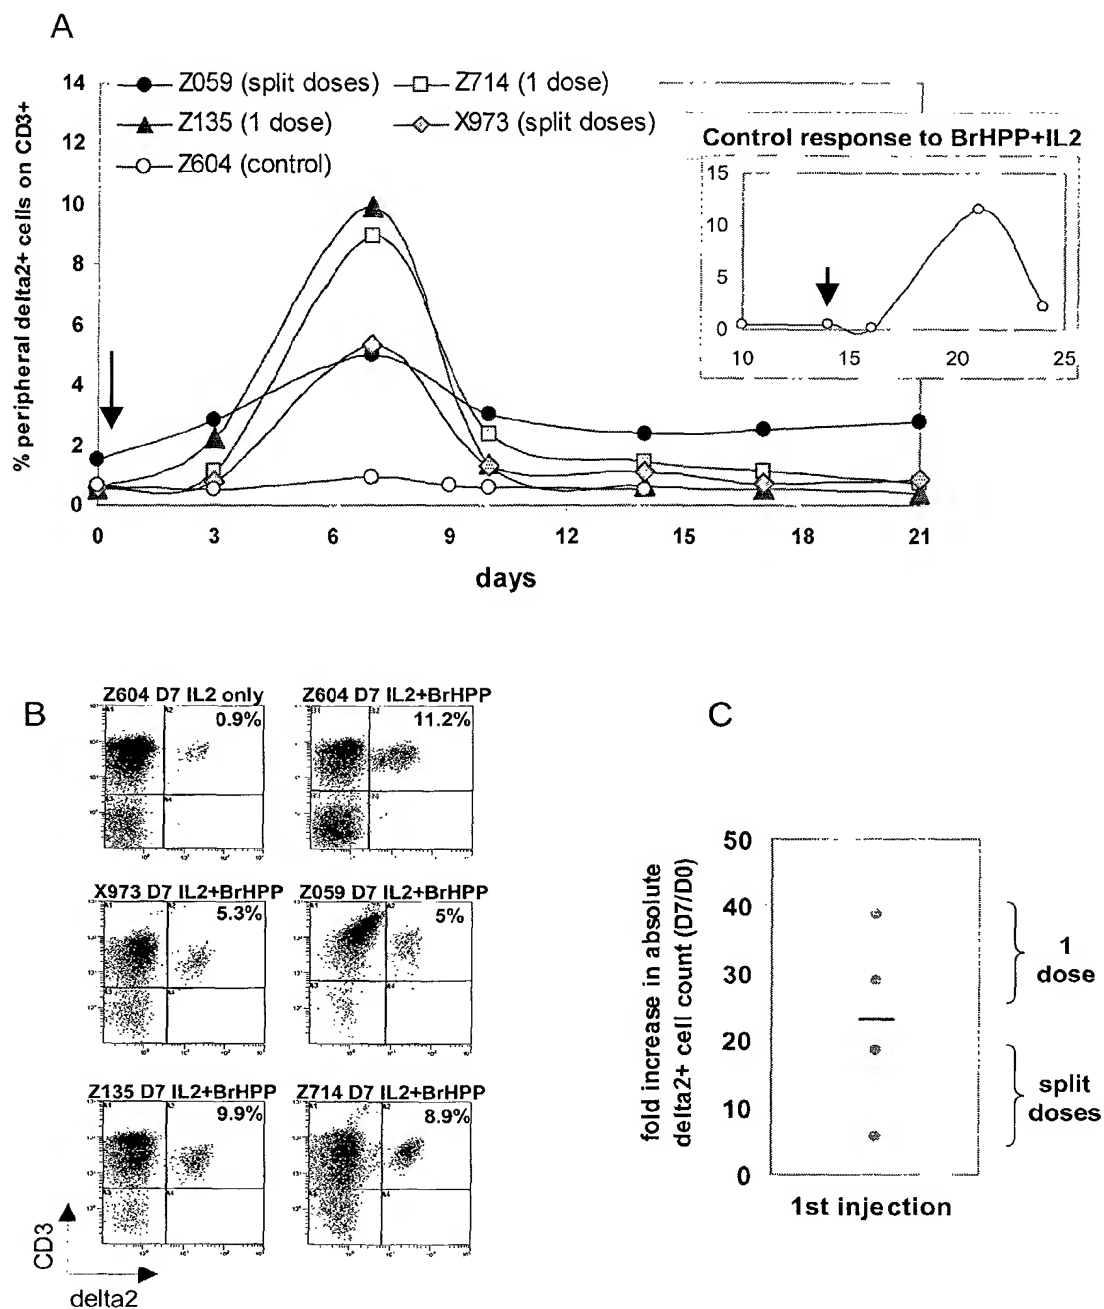 A
Z059 (split doses)
Z714 (1 dose)
Z135 (1 dose)
X973 (split doses)
Z604 (control)
% peripheral delta2+ cells on CD3+
14
12
10
8
6
4
2
0
0 3 6 9 12 15 18 21
days
Control response to BrHPP+IL2
15
10
5
0
10 15 20 25
B
Z604 D7 IL2 only
0.9%
Z604 D7 IL2+BrHPP
11.2%
X973 D7 IL2+BrHPP
5.3%
Z059 D7 IL2+BrHPP
5%
Z135 D7 IL2+BrHPP
9.9%
Z714 D7 IL2+BrHPP
8.9%
CD3
delta2
C
fold increase in absolute
delta2+ cell count (D7/D0)
50
40
30
20
10
0
1st injection
1
dose
split
doses